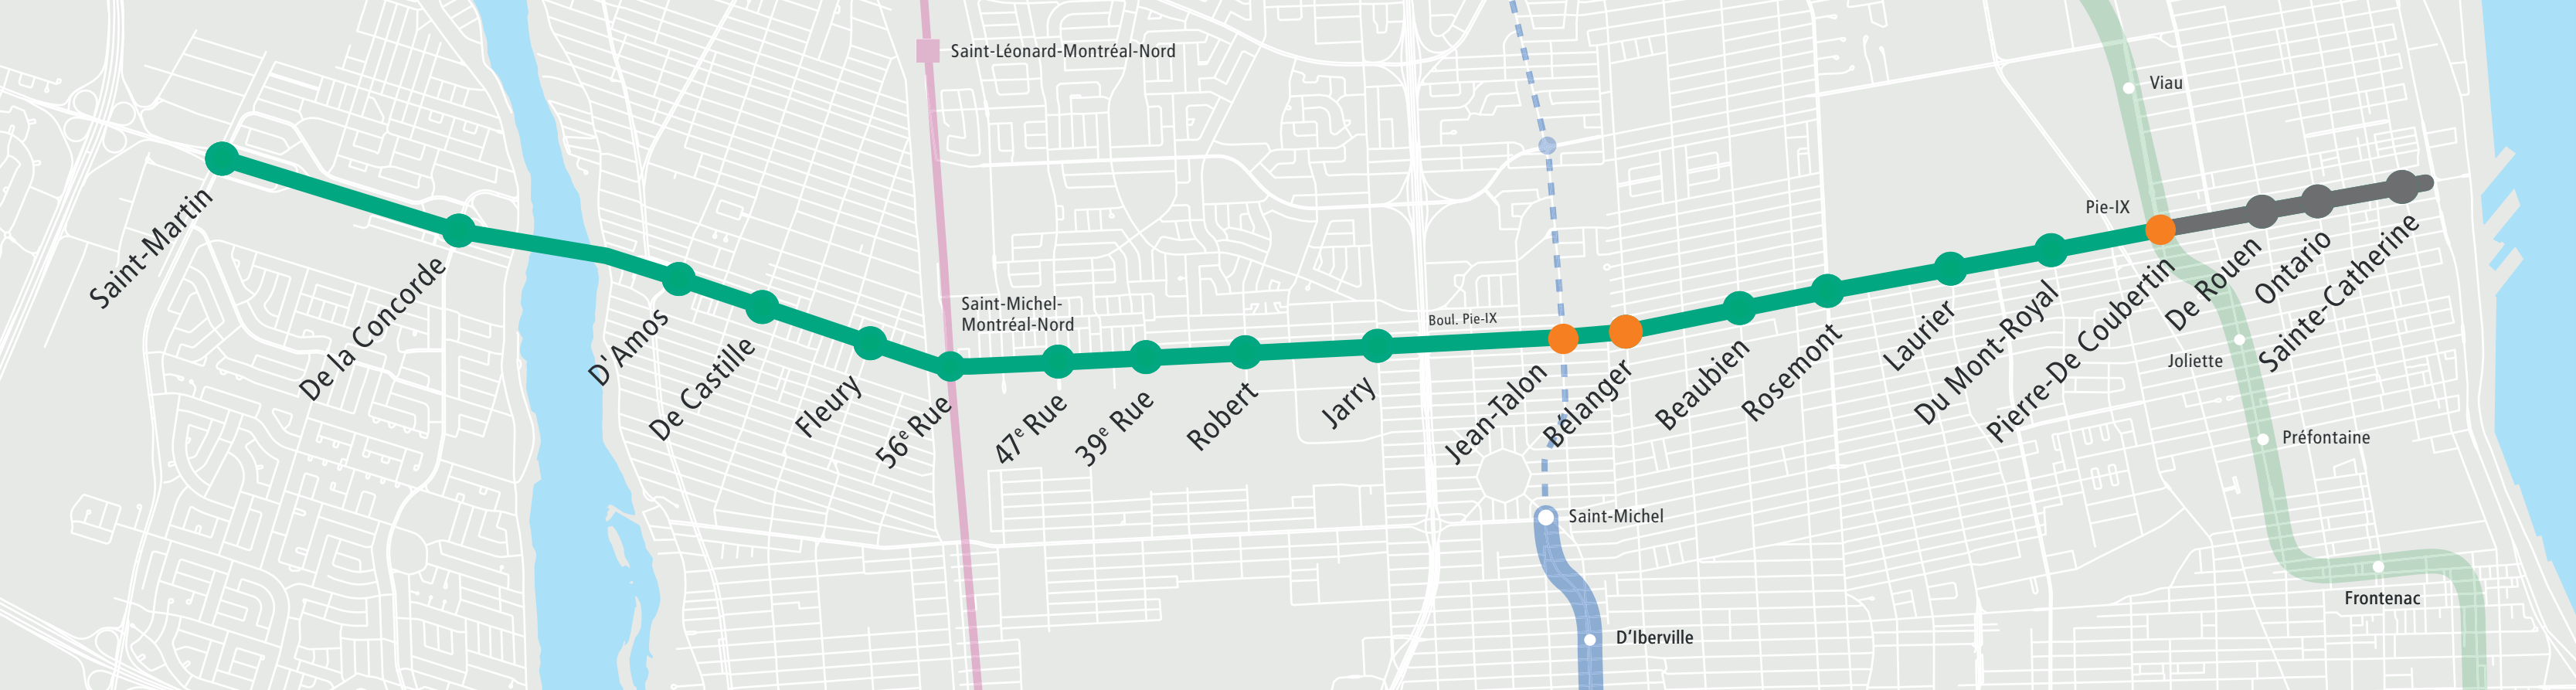 Saint-Léonard-Montréal-Nord
Viau
Saint-Martin
De la Concorde
D'Amos
De Castille
Fleury
56e Rue
Saint-Michel-
Montréal-Nord
47e Rue
39e Rue
Robert
Jarry
Boul. Pie-IX
Jean-Talon
Bélanger
Beaubien
Rosemont
Laurier
Du Mont-Royal
Pie-IX
Pierre-De Coubertin
De Rouen
Ontario
Sainte-Catherine
Joliette
Préfontaine
Saint-Michel
Frontenac
D’Iberville